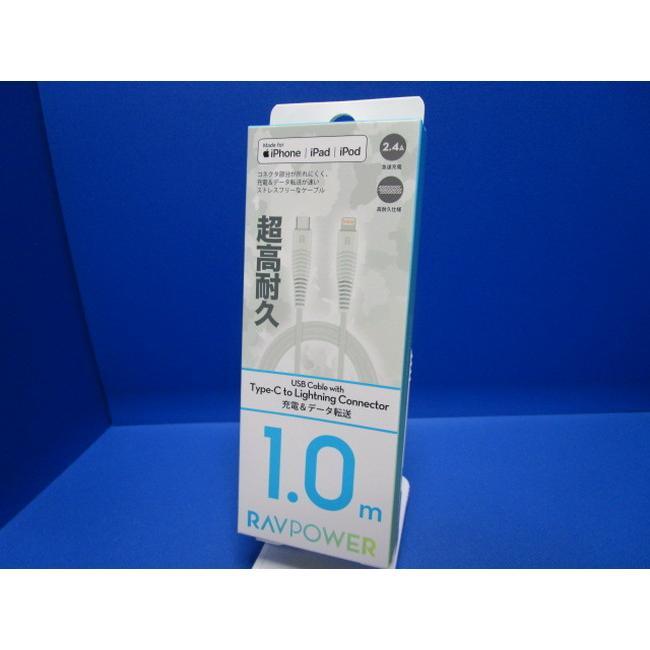 Made for
iPhone | iPad | iPod
2.4A
急速充電
コネクタ部分が折れにくく、
充電&データ転送が速い
ストレスフリーなケーブル
高耐久仕様
超高耐久
USB Cable with
Type-C to Lightning Connector
充電&データ転送
1.0m
RAVPOWER